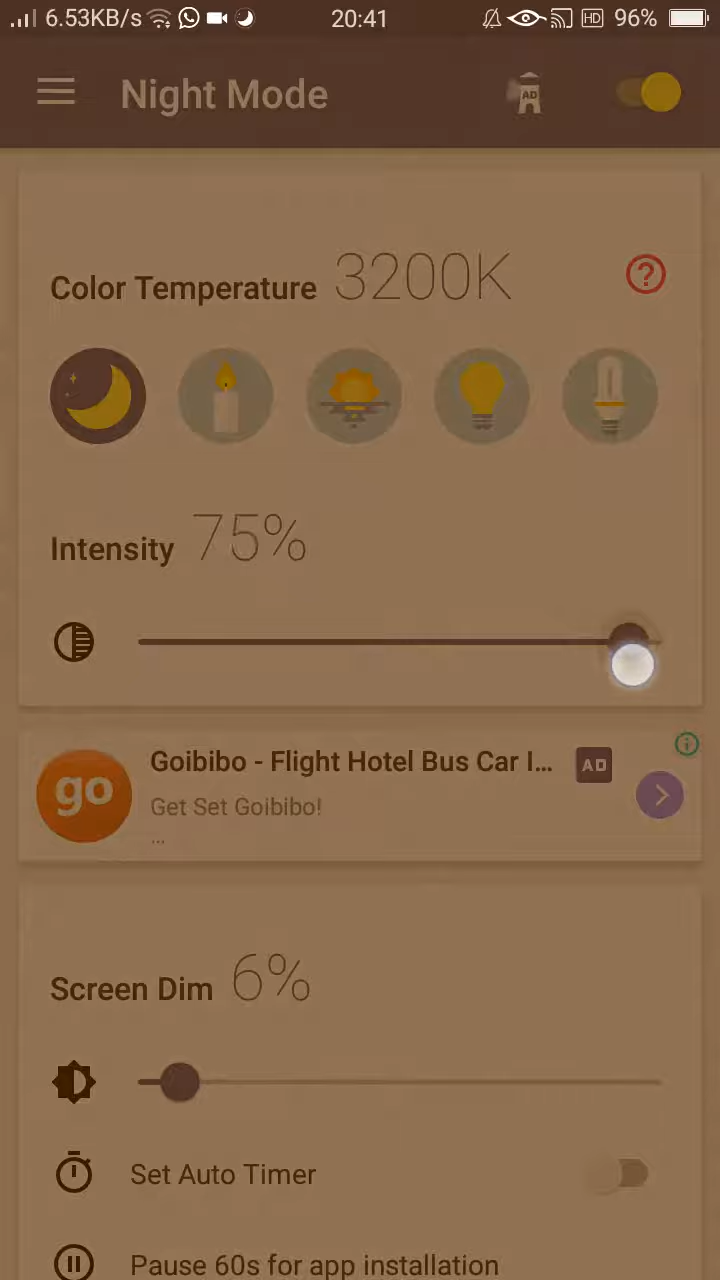 6.53KB/s 20:41 HD 96%
Night Mode AD
Color Temperature 3200K ?
Intensity 75%
go Goibibo - Flight Hotel Bus Car I... AD
Get Set Goibibo!
...
Screen Dim 6%
Set Auto Timer
Pause 60s for app installation